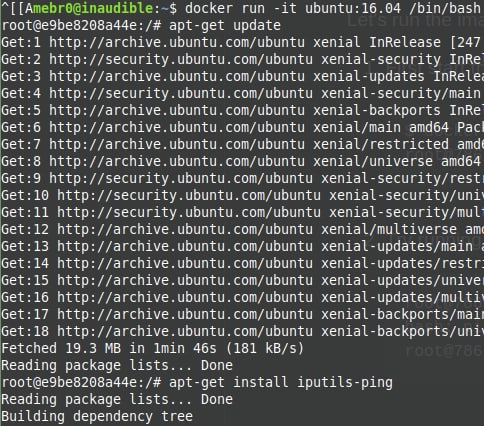 ^[[Amebr0@inaudible:~$ docker run -it ubuntu:16.04 /bin/bash
root@e9be8208a44e:/# apt-get update
Get:1 http://archive.ubuntu.com/ubuntu xenial InRelease [247
Get:2 http://security.ubuntu.com/ubuntu xenial-security InRel
Get:3 http://archive.ubuntu.com/ubuntu xenial-updates InRelea
Get:4 http://security.ubuntu.com/ubuntu xenial-security/main
Get:5 http://archive.ubuntu.com/ubuntu xenial-backports InRel
Get:6 http://archive.ubuntu.com/ubuntu xenial/main amd64 Pack
Get:7 http://archive.ubuntu.com/ubuntu xenial/restricted amd6
Get:8 http://archive.ubuntu.com/ubuntu xenial/universe amd64
Get:9 http://security.ubuntu.com/ubuntu xenial-security/restr
Get:10 http://security.ubuntu.com/ubuntu xenial-security/univ
Get:11 http://security.ubuntu.com/ubuntu xenial-security/mult
Get:12 http://archive.ubuntu.com/ubuntu xenial/multiverse amd
Get:13 http://archive.ubuntu.com/ubuntu xenial-updates/main a
Get:14 http://archive.ubuntu.com/ubuntu xenial-updates/restri
Get:15 http://archive.ubuntu.com/ubuntu xenial-updates/univer
Get:16 http://archive.ubuntu.com/ubuntu xenial-updates/multiv
Get:17 http://archive.ubuntu.com/ubuntu xenial-backports/main
Get:18 http://archive.ubuntu.com/ubuntu xenial-backports/univ
Fetched 19.3 MB in 1min 46s (181 kB/s)
Reading package lists... Done
root@e9be8208a44e:/# apt-get install iputils-ping
Reading package lists... Done
Building dependency tree